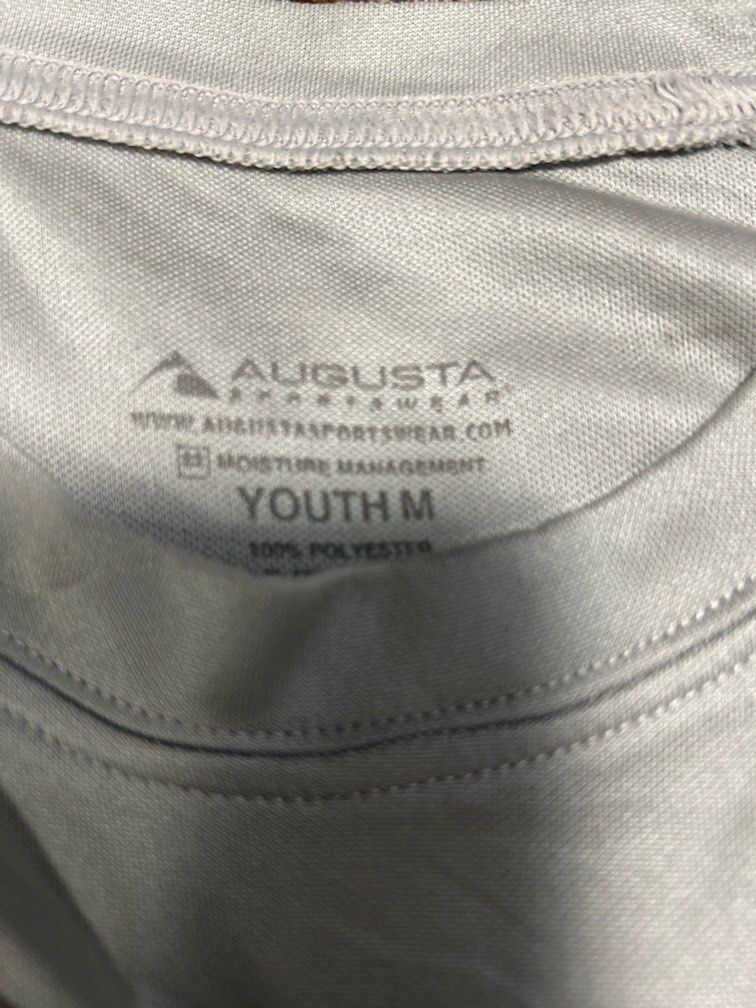 AUGUSTA
SPORTSWEAR
WWW.AUGUSTASPORTSWEAR.COM
MOISTURE MANAGEMENT
YOUTH M
100% POLYESTER